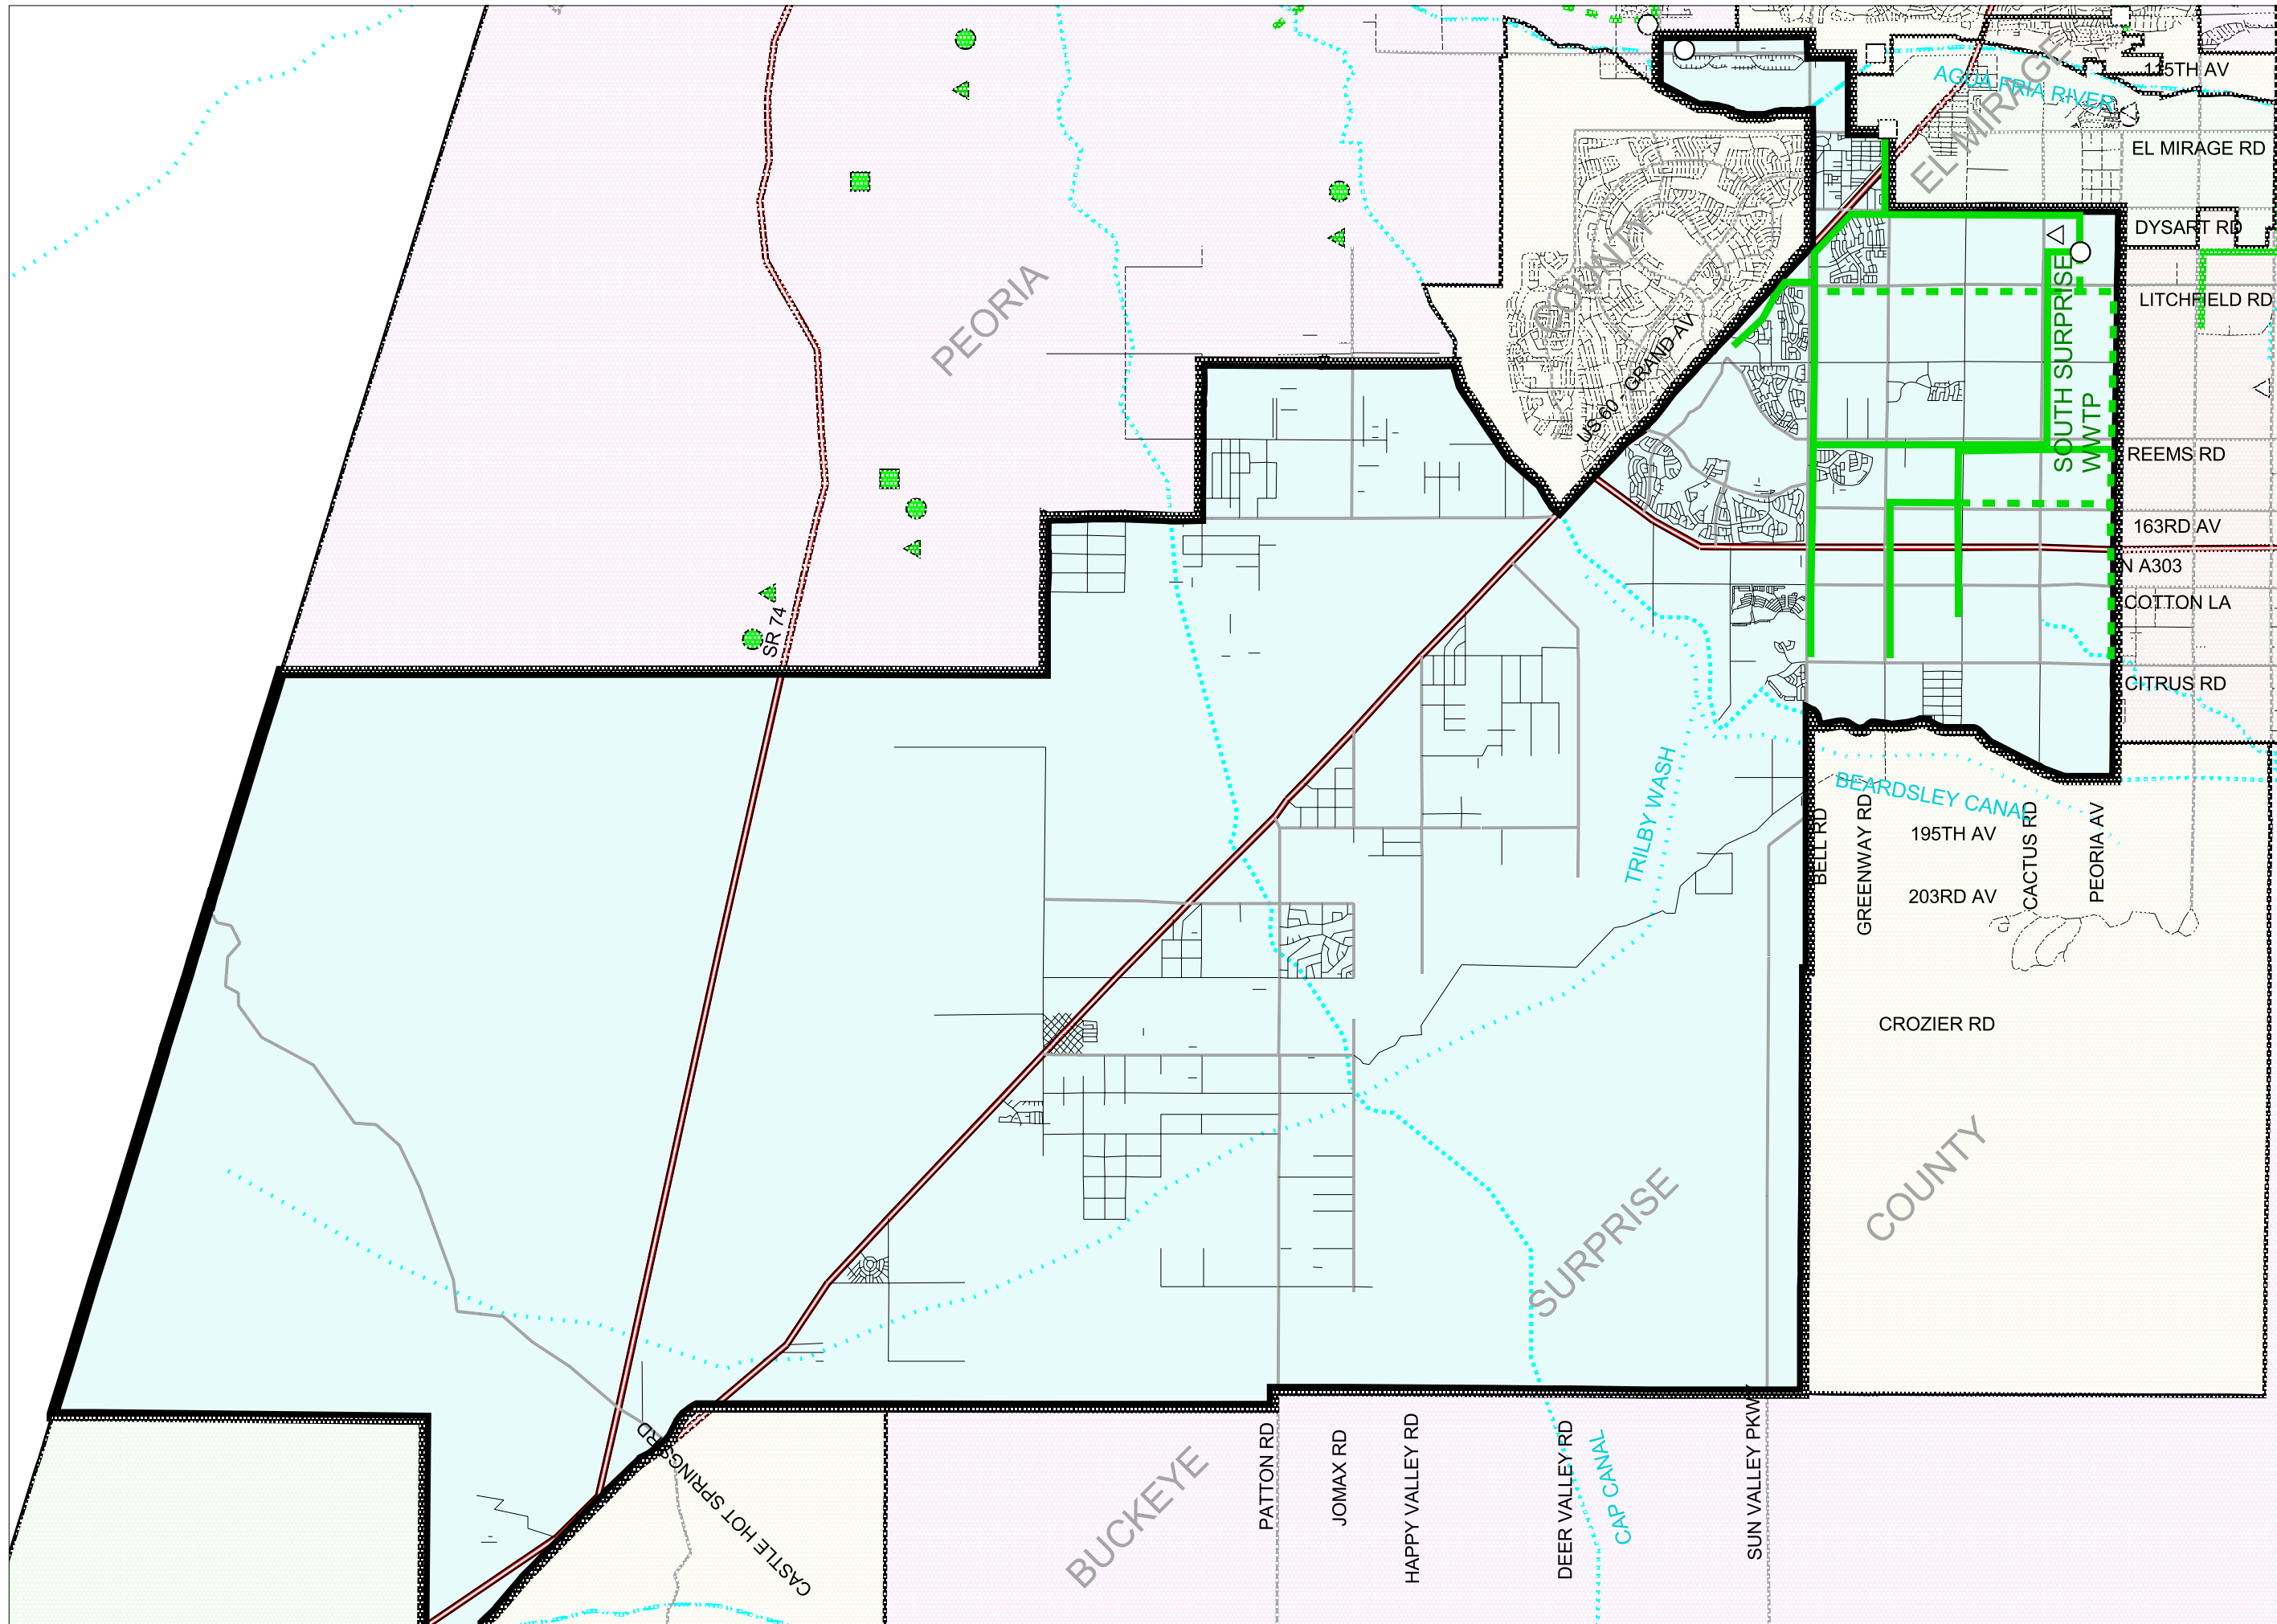 115TH AV
AGUA FRIA RIVER
EL MIRAGE
EL MIRAGE RD
DYSART RD
COUNTY
PEORIA
LITCHFIELD RD
US 60 - GRAND AV
SOUTH SURPRISE
WWTP
REEMS RD
163RD AV
N A303
COTTON LA
SR 74
CITRUS RD
TRILBY WASH
BEARDSLEY CANAL
BELL RD
GREENWAY RD
195TH AV
CACTUS RD
PEORIA AV
203RD AV
CROZIER RD
COUNTY
SURPRISE
CASTLE HOT SPRINGS RD
BUCKEYE
PATTON RD
JOMAX RD
HAPPY VALLEY RD
DEER VALLEY RD
CAP CANAL
SUN VALLEY PKWY